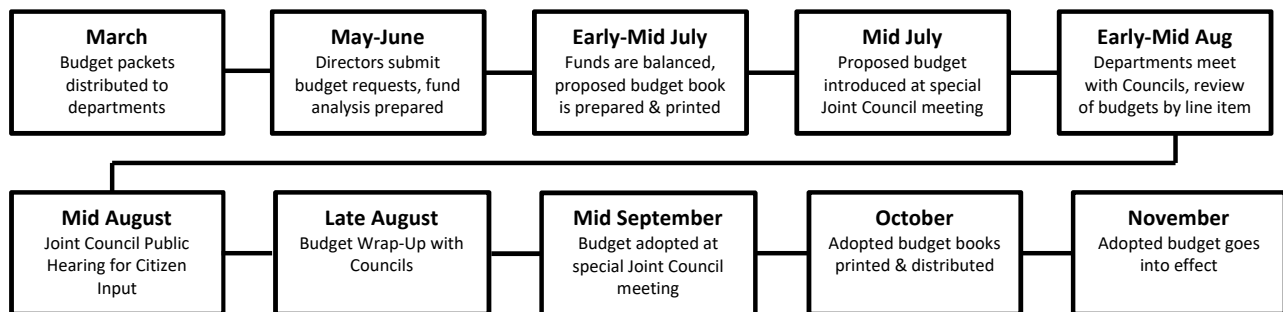 March
Budget packets
distributed to
departments
May-June
Directors submit
budget requests, fund
analysis prepared
Early-Mid July
Funds are balanced,
proposed budget book
is prepared & printed
Mid July
Proposed budget
introduced at special
Joint Council meeting
Early-Mid Aug
Departments meet
with Councils, review
of budgets by line item
Mid August
Joint Council Public
Hearing for Citizen
Input
Late August
Budget Wrap-Up with
Councils
Mid September
Budget adopted at
special Joint Council
meeting
October
Adopted budget books
printed & distributed
November
Adopted budget goes
into effect